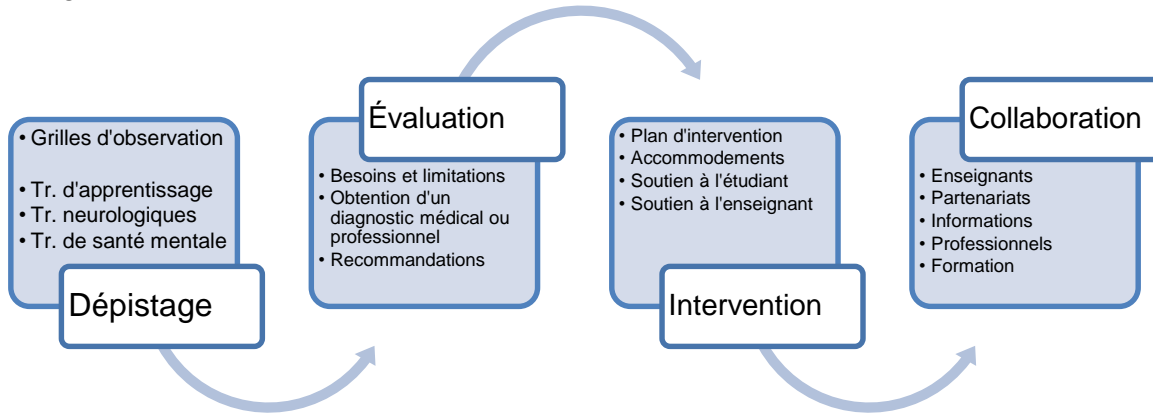 • Grilles d'observation
• Tr. d'apprentissage
• Tr. neurologiques
• Tr. de santé mentale
Dépistage
Évaluation
• Besoins et limitations
• Obtention d'un
diagnostic médical ou
professionnel
• Recommandations
• Plan d'intervention
• Accommodements
• Soutien à l'étudiant
• Soutien à l'enseignant
Intervention
Collaboration
• Enseignants
• Partenariats
• Informations
• Professionnels
• Formation